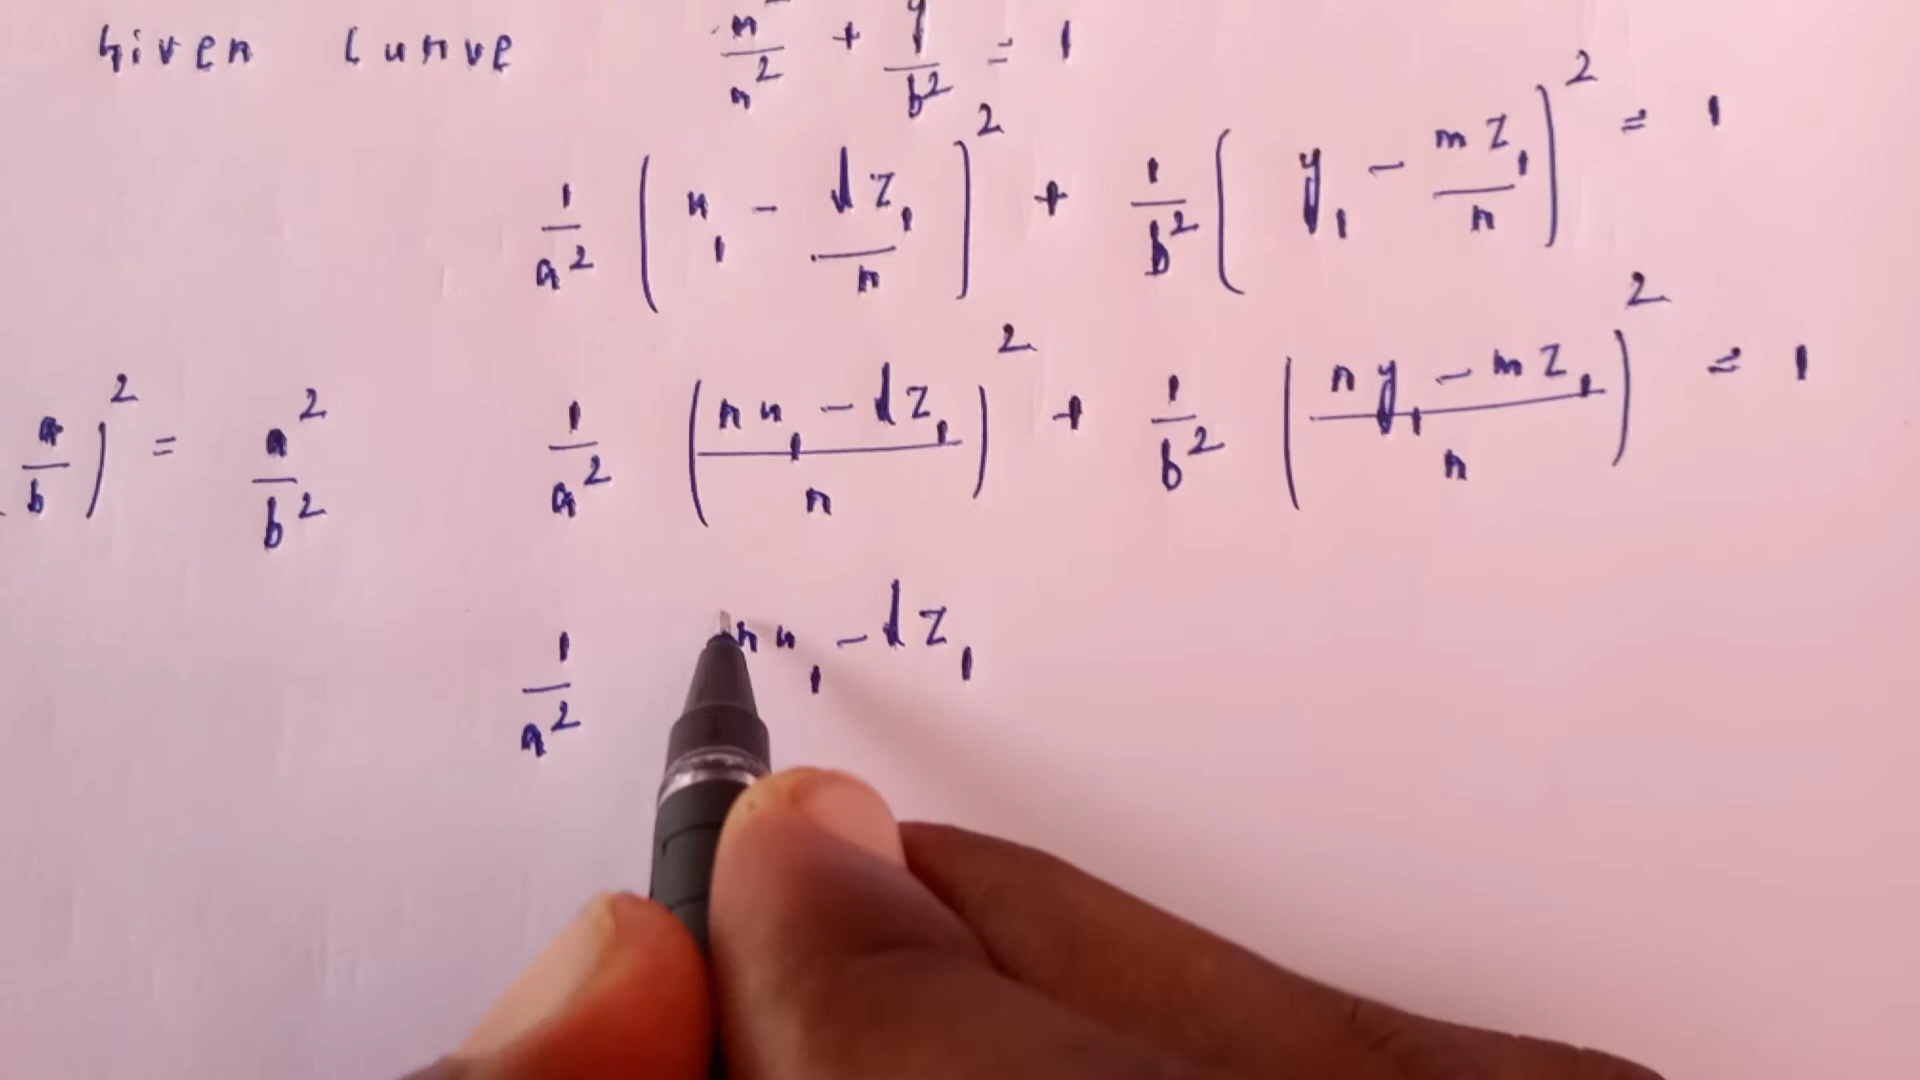 Given Curve x²/a² + y/b² = 1
1/a² (x₁ - lz₁/n)² + 1/b² (y₁ - mz₁/n)² = 1
a/b)² = a²/b²
1/a² (nx₁ - lz₁/n)² + 1/b² (ny₁ - mz₁/n)² = 1
1/a² nx₁ - lz₁